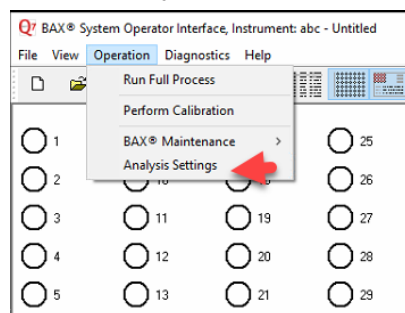 Q7 BAX® System Operator Interface, Instrument: abc - Untitled
File View Operation Diagnostics Help
Run Full Process
Perform Calibration
BAX® Maintenance >
Analysis Settings
1 25
2 26
3 11 19 27
4 12 20 28
5 13 21 29